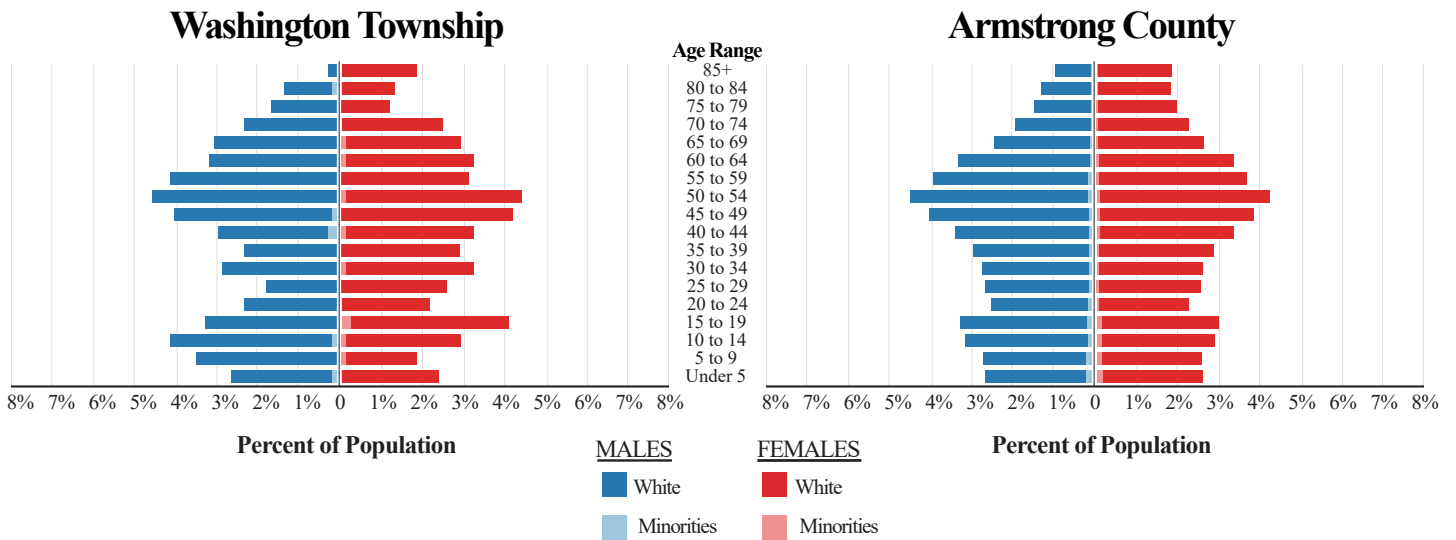 Washington Township
Armstrong County
Age Range
85+
80 to 84
75 to 79
70 to 74
65 to 69
60 to 64
55 to 59
50 to 54
45 to 49
40 to 44
35 to 39
30 to 34
25 to 29
20 to 24
15 to 19
10 to 14
5 to 9
Under 5
8% 7% 6% 5% 4% 3% 2% 1% 0 1% 2% 3% 4% 5% 6% 7% 8%
8% 7% 6% 5% 4% 3% 2% 1% 0 1% 2% 3% 4% 5% 6% 7% 8%
Percent of Population
Percent of Population
MALES
FEMALES
White
White
Minorities
Minorities